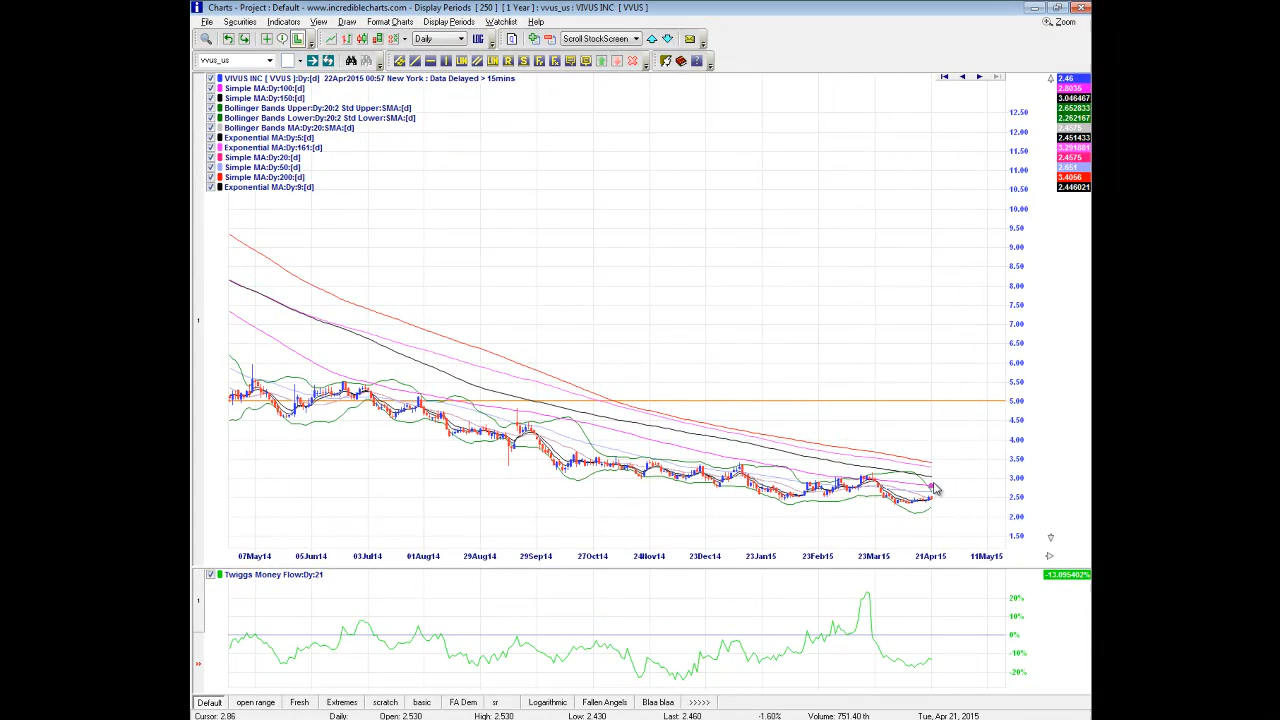 Charts - Project : Default - www.incrediblecharts.com - Display Periods [ 250 ] [ 1 Year ] : vvus_us : VIVUS INC [ VVUS ]
File Securities Indicators View Draw Format Charts Display Periods Watchlist Help Zoom
Daily Scroll StockScreen
vvus_us
VIVUS INC [ VVUS ]:Dy:[d] 22Apr2015 00:57 New York : Data Delayed > 15mins 2.46
Simple MA:Dy:100:[d] 2.8035
Simple MA:Dy:150:[d] 3.046467
Bollinger Bands Upper:Dy:20:2 Std Upper:SMA:[d] 2.652833
Bollinger Bands Lower:Dy:20:2 Std Lower:SMA:[d] 2.262167
Bollinger Bands MA:Dy:20:SMA:[d] 2.4575
Exponential MA:Dy:5:[d] 2.451433
Exponential MA:Dy:161:[d] 3.291881
Simple MA:Dy:20:[d] 2.4575
Simple MA:Dy:50:[d] 2.651
Simple MA:Dy:200:[d] 3.4056
Exponential MA:Dy:9:[d] 2.446021
12.50
12.00
11.50
11.00
10.50
10.00
9.50
9.00
8.50
8.00
7.50
7.00
6.50
6.00
5.50
5.00
4.50
4.00
3.50
3.00
2.50
2.00
1.50
1
07May14 05Jun14 03Jul14 01Aug14 29Aug14 29Sep14 27Oct14 24Nov14 23Dec14 23Jan15 23Feb15 23Mar15 21Apr15 11May15
Twiggs Money Flow:Dy:21 -13.095402%
1
20%
10%
0%
-10%
-20%
Default open range Fresh Extremes scratch basic FA Dem sr Logarithmic Fallen Angels Blaa blaa >>>>>
Cursor: 2.86 Daily: Open: 2.530 High: 2.530 Low: 2.430 Last: 2.460 -1.60% Volume: 751.40 th Tue, Apr 21, 2015